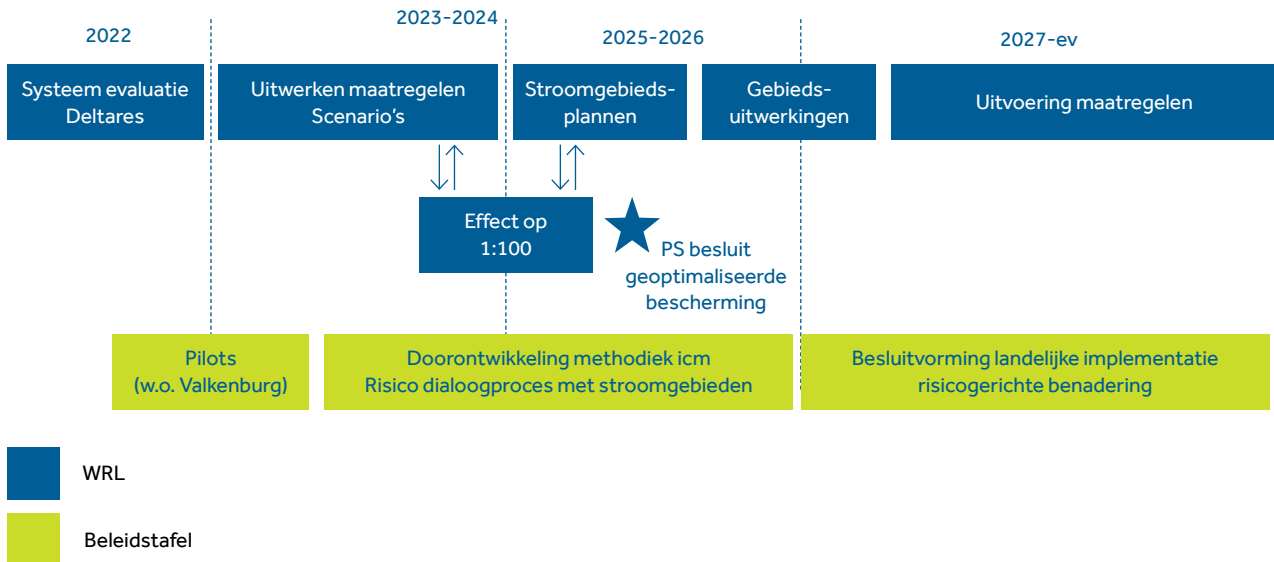 2022
2023-2024
2025-2026
2027-ev
Systeem evaluatie
Deltares
Uitwerken maatregelen
Scenario's
Stroomgebieds-
plannen
Gebieds-
uitwerkingen
Uitvoering maatregelen
Effect op
1:100
PS besluit
geoptimaliseerde
bescherming
Pilots
(w.o. Valkenburg)
Doorontwikkeling methodiek icm
Risico dialoogproces met stroomgebieden
Besluitvorming landelijke implementatie
risicogerichte benadering
WRL
Beleidstafel